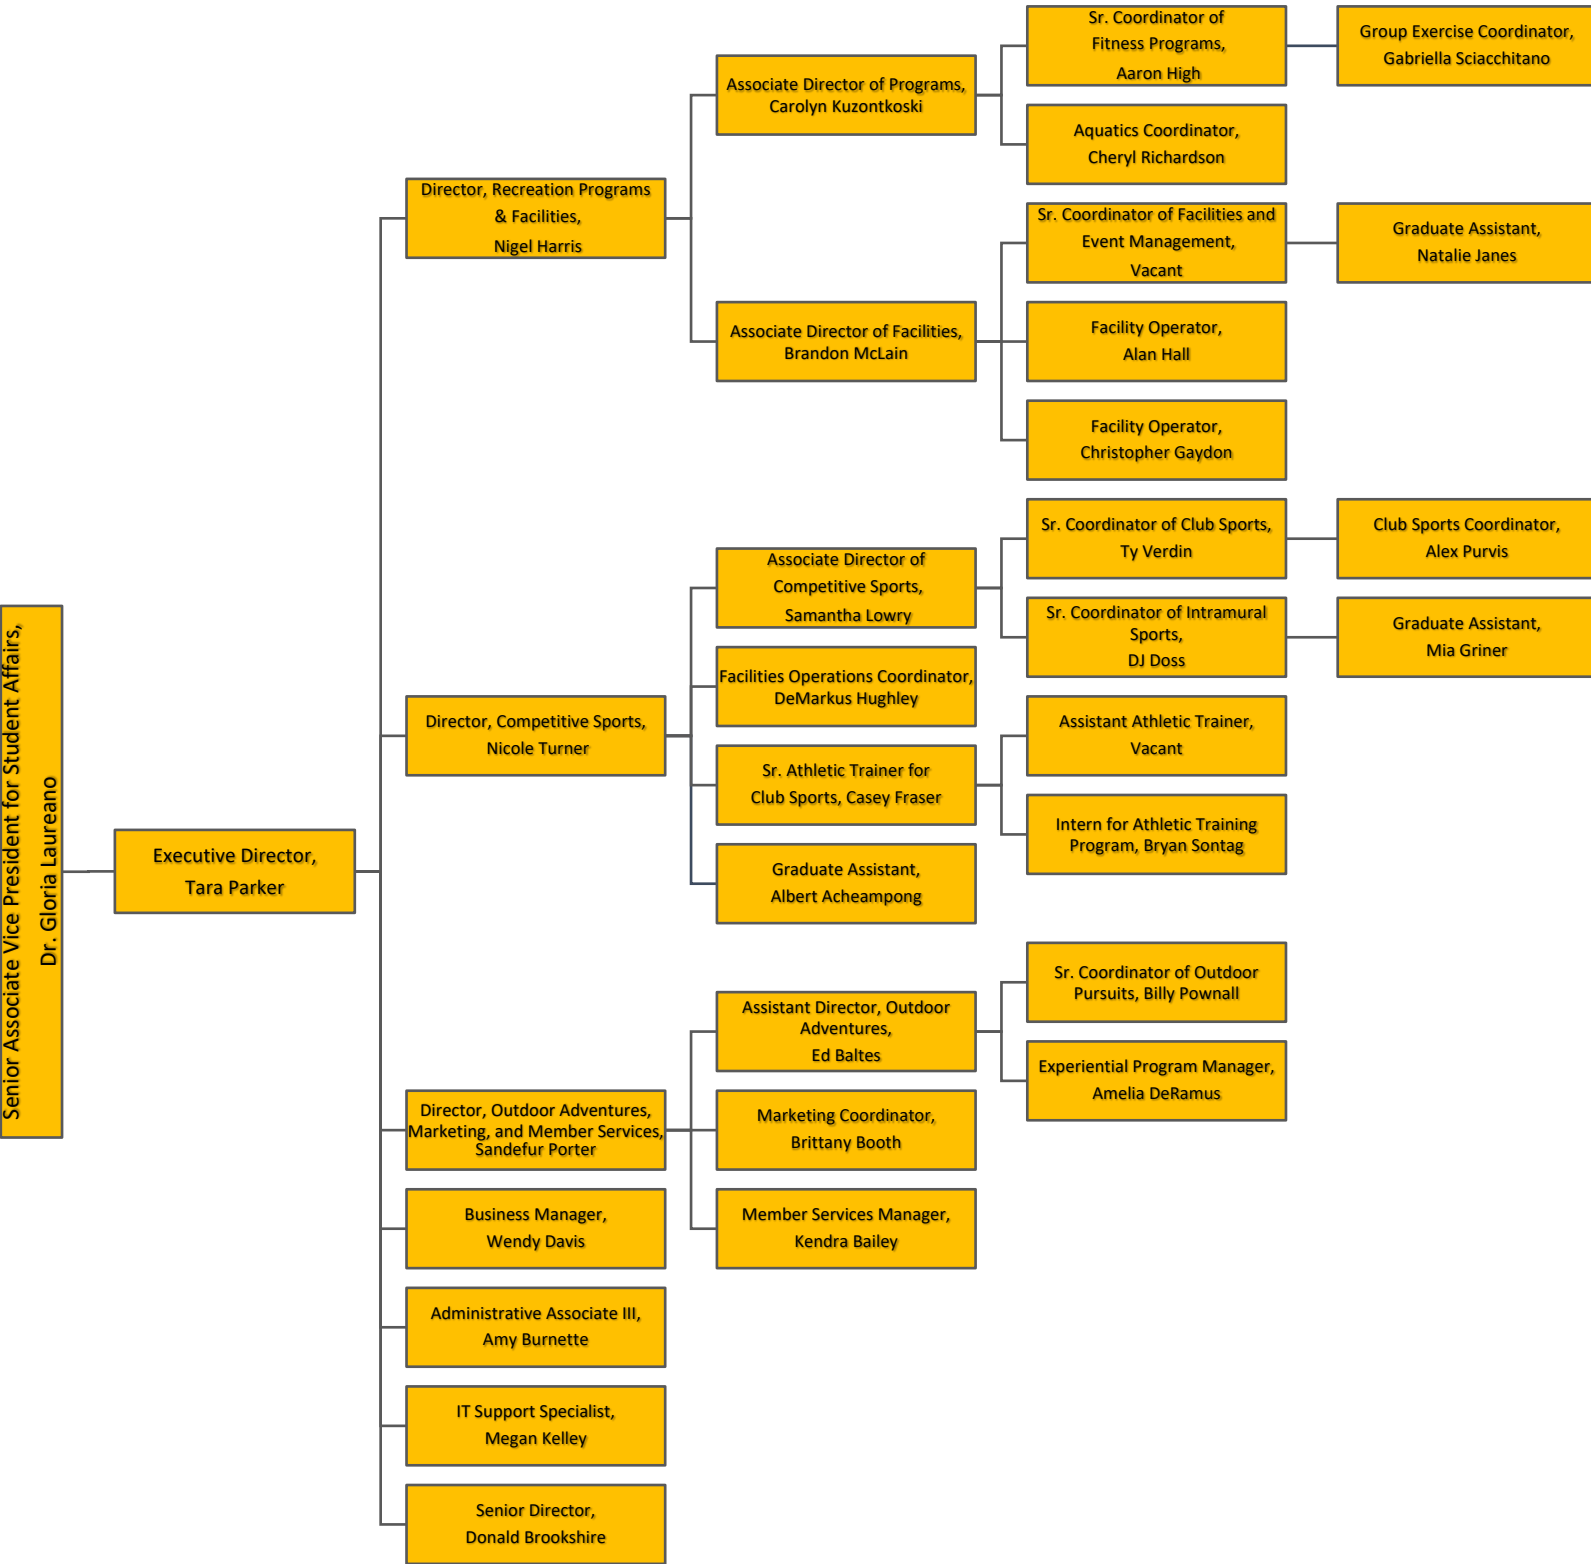 Senior Associate Vice President for Student Affairs,
Dr. Gloria Laureano
Executive Director,
Tara Parker
Director, Recreation Programs
& Facilities,
Nigel Harris
Associate Director of Programs,
Carolyn Kuzontkoski
Sr. Coordinator of
Fitness Programs,
Aaron High
Group Exercise Coordinator,
Gabriella Sciacchitano
Aquatics Coordinator,
Cheryl Richardson
Associate Director of Facilities,
Brandon McLain
Sr. Coordinator of Facilities and
Event Management,
Vacant
Graduate Assistant,
Natalie Janes
Facility Operator,
Alan Hall
Facility Operator,
Christopher Gaydon
Director, Competitive Sports,
Nicole Turner
Associate Director of
Competitive Sports,
Samantha Lowry
Sr. Coordinator of Club Sports,
Ty Verdin
Club Sports Coordinator,
Alex Purvis
Sr. Coordinator of Intramural
Sports,
DJ Doss
Graduate Assistant,
Mia Griner
Facilities Operations Coordinator,
DeMarkus Hughley
Sr. Athletic Trainer for
Club Sports, Casey Fraser
Assistant Athletic Trainer,
Vacant
Intern for Athletic Training
Program, Bryan Sontag
Graduate Assistant,
Albert Acheampong
Director, Outdoor Adventures,
Marketing, and Member Services,
Sandefur Porter
Assistant Director, Outdoor
Adventures,
Ed Baltes
Sr. Coordinator of Outdoor
Pursuits, Billy Pownall
Experiential Program Manager,
Amelia DeRamus
Marketing Coordinator,
Brittany Booth
Member Services Manager,
Kendra Bailey
Business Manager,
Wendy Davis
Administrative Associate III,
Amy Burnette
IT Support Specialist,
Megan Kelley
Senior Director,
Donald Brookshire